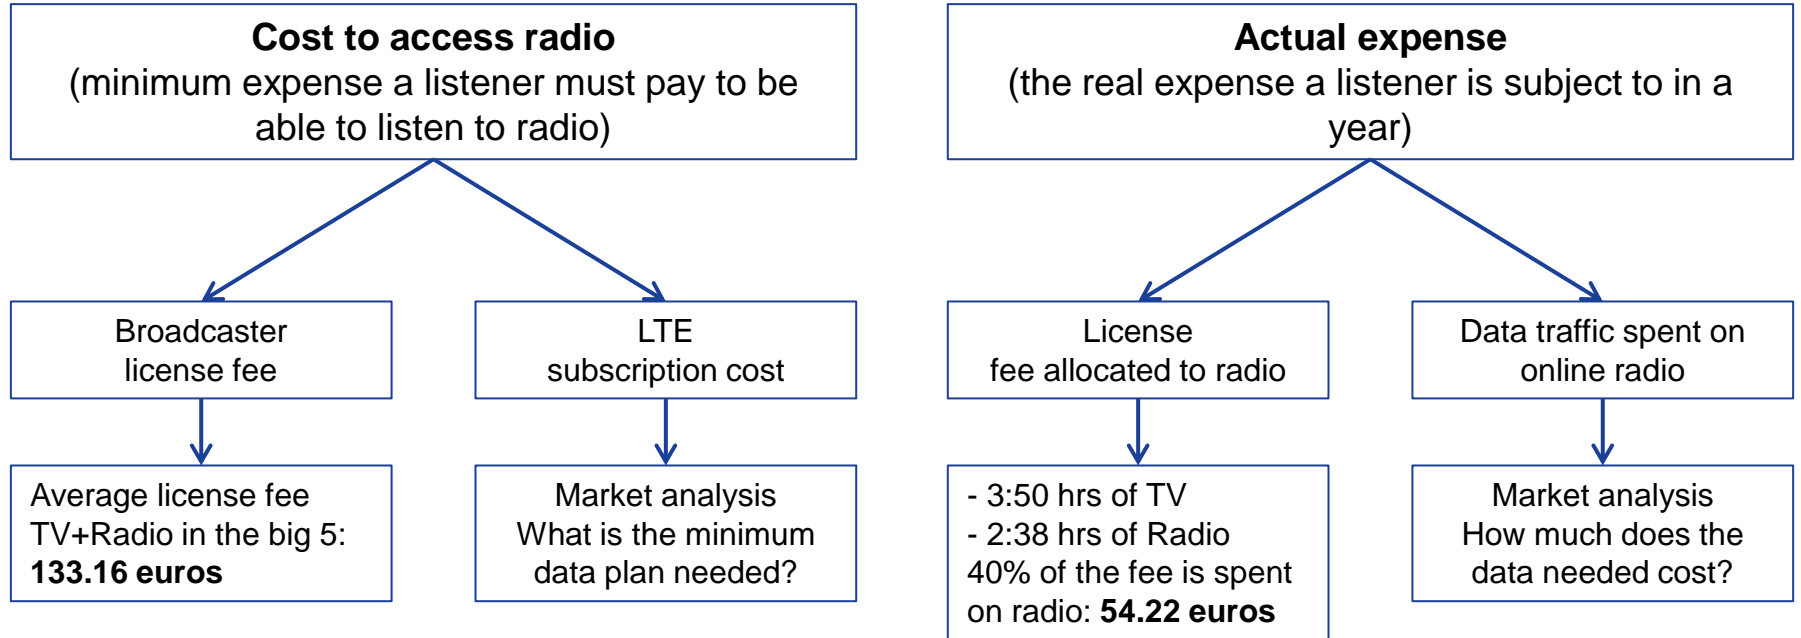 Cost to access radio
(minimum expense a listener must pay to be
able to listen to radio)
Actual expense
(the real expense a listener is subject to in a
year)
Broadcaster
license fee
LTE
subscription cost
License
fee allocated to radio
Data traffic spent on
online radio
Average license fee
TV+Radio in the big 5:
133.16 euros
Market analysis
What is the minimum
data plan needed?
- 3:50 hrs of TV
- 2:38 hrs of Radio
40% of the fee is spent
on radio: 54.22 euros
Market analysis
How much does the
data needed cost?